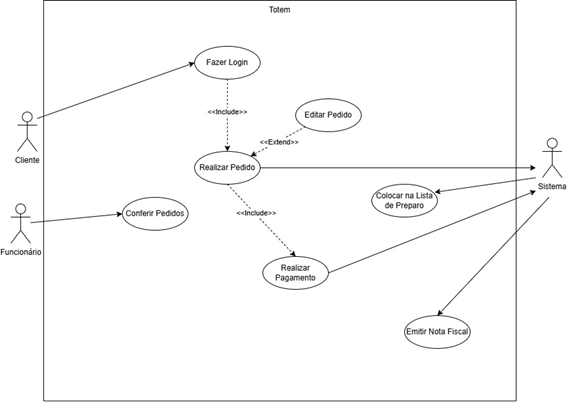 Totem
Fazer Login
<<Include>>
Editar Pedido
<<Extend>>
Cliente
Realizar Pedido
Sistema
Colocar na Lista
de Preparo
Conferir Pedidos
<<Include>>
Funcionário
Realizar
Pagamento
Emitir Nota Fiscal